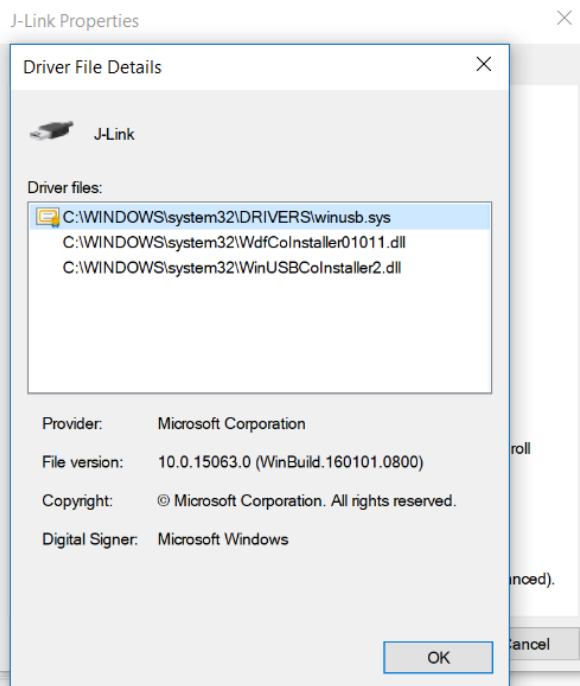 J-Link Properties
Driver File Details
J-Link
Driver files:
C:\WINDOWS\system32\DRIVERS\winusb.sys
C:\WINDOWS\system32\WdfCoInstaller01011.dll
C:\WINDOWS\system32\WinUSBCoInstaller2.dll
Provider: Microsoft Corporation
roll
File version: 10.0.15063.0 (WinBuild.160101.0800)
Copyright: © Microsoft Corporation. All rights reserved.
Digital Signer: Microsoft Windows
nced).
ancel
OK